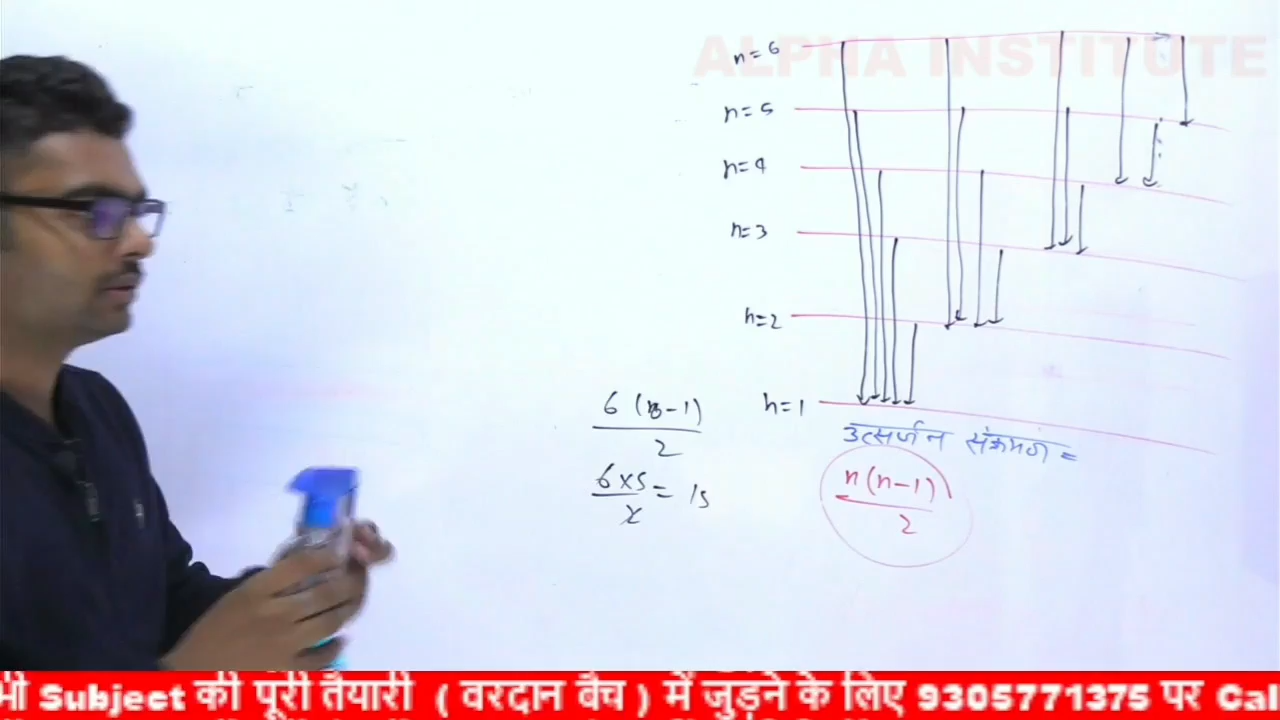 ALPHA INSTITUTE
n=6
n=5
n=4
n=3
n=2
n=1
उत्सर्जन संक्रमण =
n(n-1)
2
6 (6-1)
2
6x5 = 15
2
भी Subject की पूरी तैयारी ( वरदान वैच ) में जुड़ने के लिए 9305771375 पर Cal